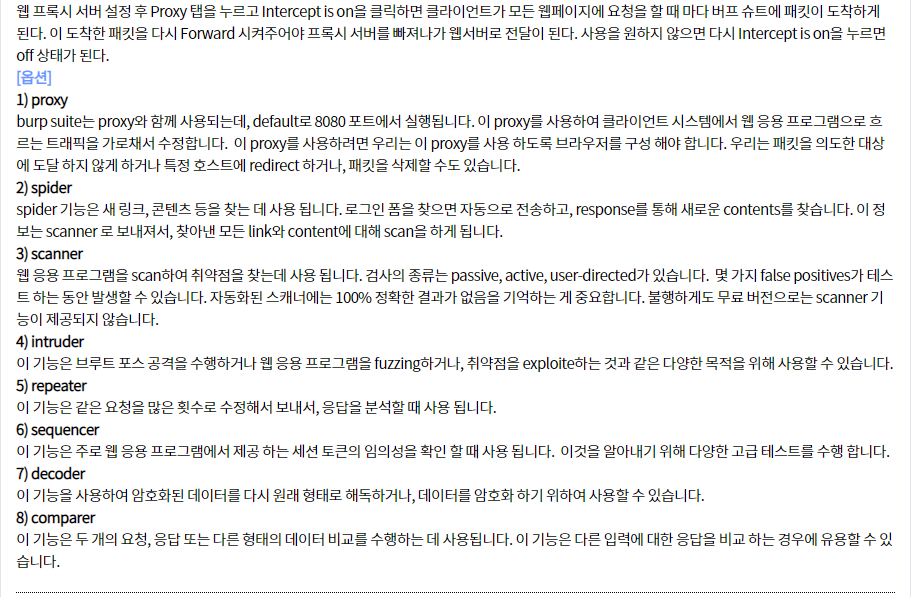 웹 프록시 서버 설정 후 Proxy 탭을 누르고 Intercept is on을 클릭하면 클라이언트가 모든 웹페이지에 요청을 할 때 마다 버프 슈트에 패킷이 도착하게
된다. 이 도착한 패킷을 다시 Forward 시켜주어야 프록시 서버를 빠져나가 웹서버로 전달이 된다. 사용을 원하지 않으면 다시 Intercept is on을 누르면
off 상태가 된다.
[옵션]
1) proxy
burp suite는 proxy와 함께 사용되는데, default로 8080 포트에서 실행됩니다. 이 proxy를 사용하여 클라이언트 시스템에서 웹 응용 프로그램으로 흐
르는 트래픽을 가로채서 수정합니다.  이 proxy를 사용하려면 우리는 이 proxy를 사용 하도록 브라우저를 구성 해야 합니다. 우리는 패킷을 의도한 대상
에 도달 하지 않게 하거나 특정 호스트에 redirect 하거나, 패킷을 삭제할 수도 있습니다.
2) spider
spider 기능은 새 링크, 콘텐츠 등을 찾는 데 사용 됩니다. 로그인 폼을 찾으면 자동으로 전송하고, response를 통해 새로운 contents를 찾습니다. 이 정
보는 scanner 로 보내져서, 찾아낸 모든 link와 content에 대해 scan을 하게 됩니다.
3) scanner
웹 응용 프로그램을 scan하여 취약점을 찾는데 사용 됩니다. 검사의 종류는 passive, active, user-directed가 있습니다.  몇 가지 false positives가 테스
트 하는 동안 발생할 수 있습니다. 자동화된 스캐너에는 100% 정확한 결과가 없음을 기억하는 게 중요합니다. 불행하게도 무료 버전으로는 scanner 기
능이 제공되지 않습니다.
4) intruder
이 기능은 브루트 포스 공격을 수행하거나 웹 응용 프로그램을 fuzzing하거나, 취약점을 exploite하는 것과 같은 다양한 목적을 위해 사용할 수 있습니다.
5) repeater
이 기능은 같은 요청을 많은 횟수로 수정해서 보내서, 응답을 분석할 때 사용 됩니다.
6) sequencer
이 기능은 주로 웹 응용 프로그램에서 제공 하는 세션 토큰의 임의성을 확인 할 때 사용 됩니다.  이것을 알아내기 위해 다양한 고급 테스트를 수행 합니다.
7) decoder
이 기능을 사용하여 암호화된 데이터를 다시 원래 형태로 해독하거나, 데이터를 암호화 하기 위하여 사용할 수 있습니다.
8) comparer
이 기능은 두 개의 요청, 응답 또는 다른 형태의 데이터 비교를 수행하는 데 사용됩니다. 이 기능은 다른 입력에 대한 응답을 비교 하는 경우에 유용할 수 있
습니다.